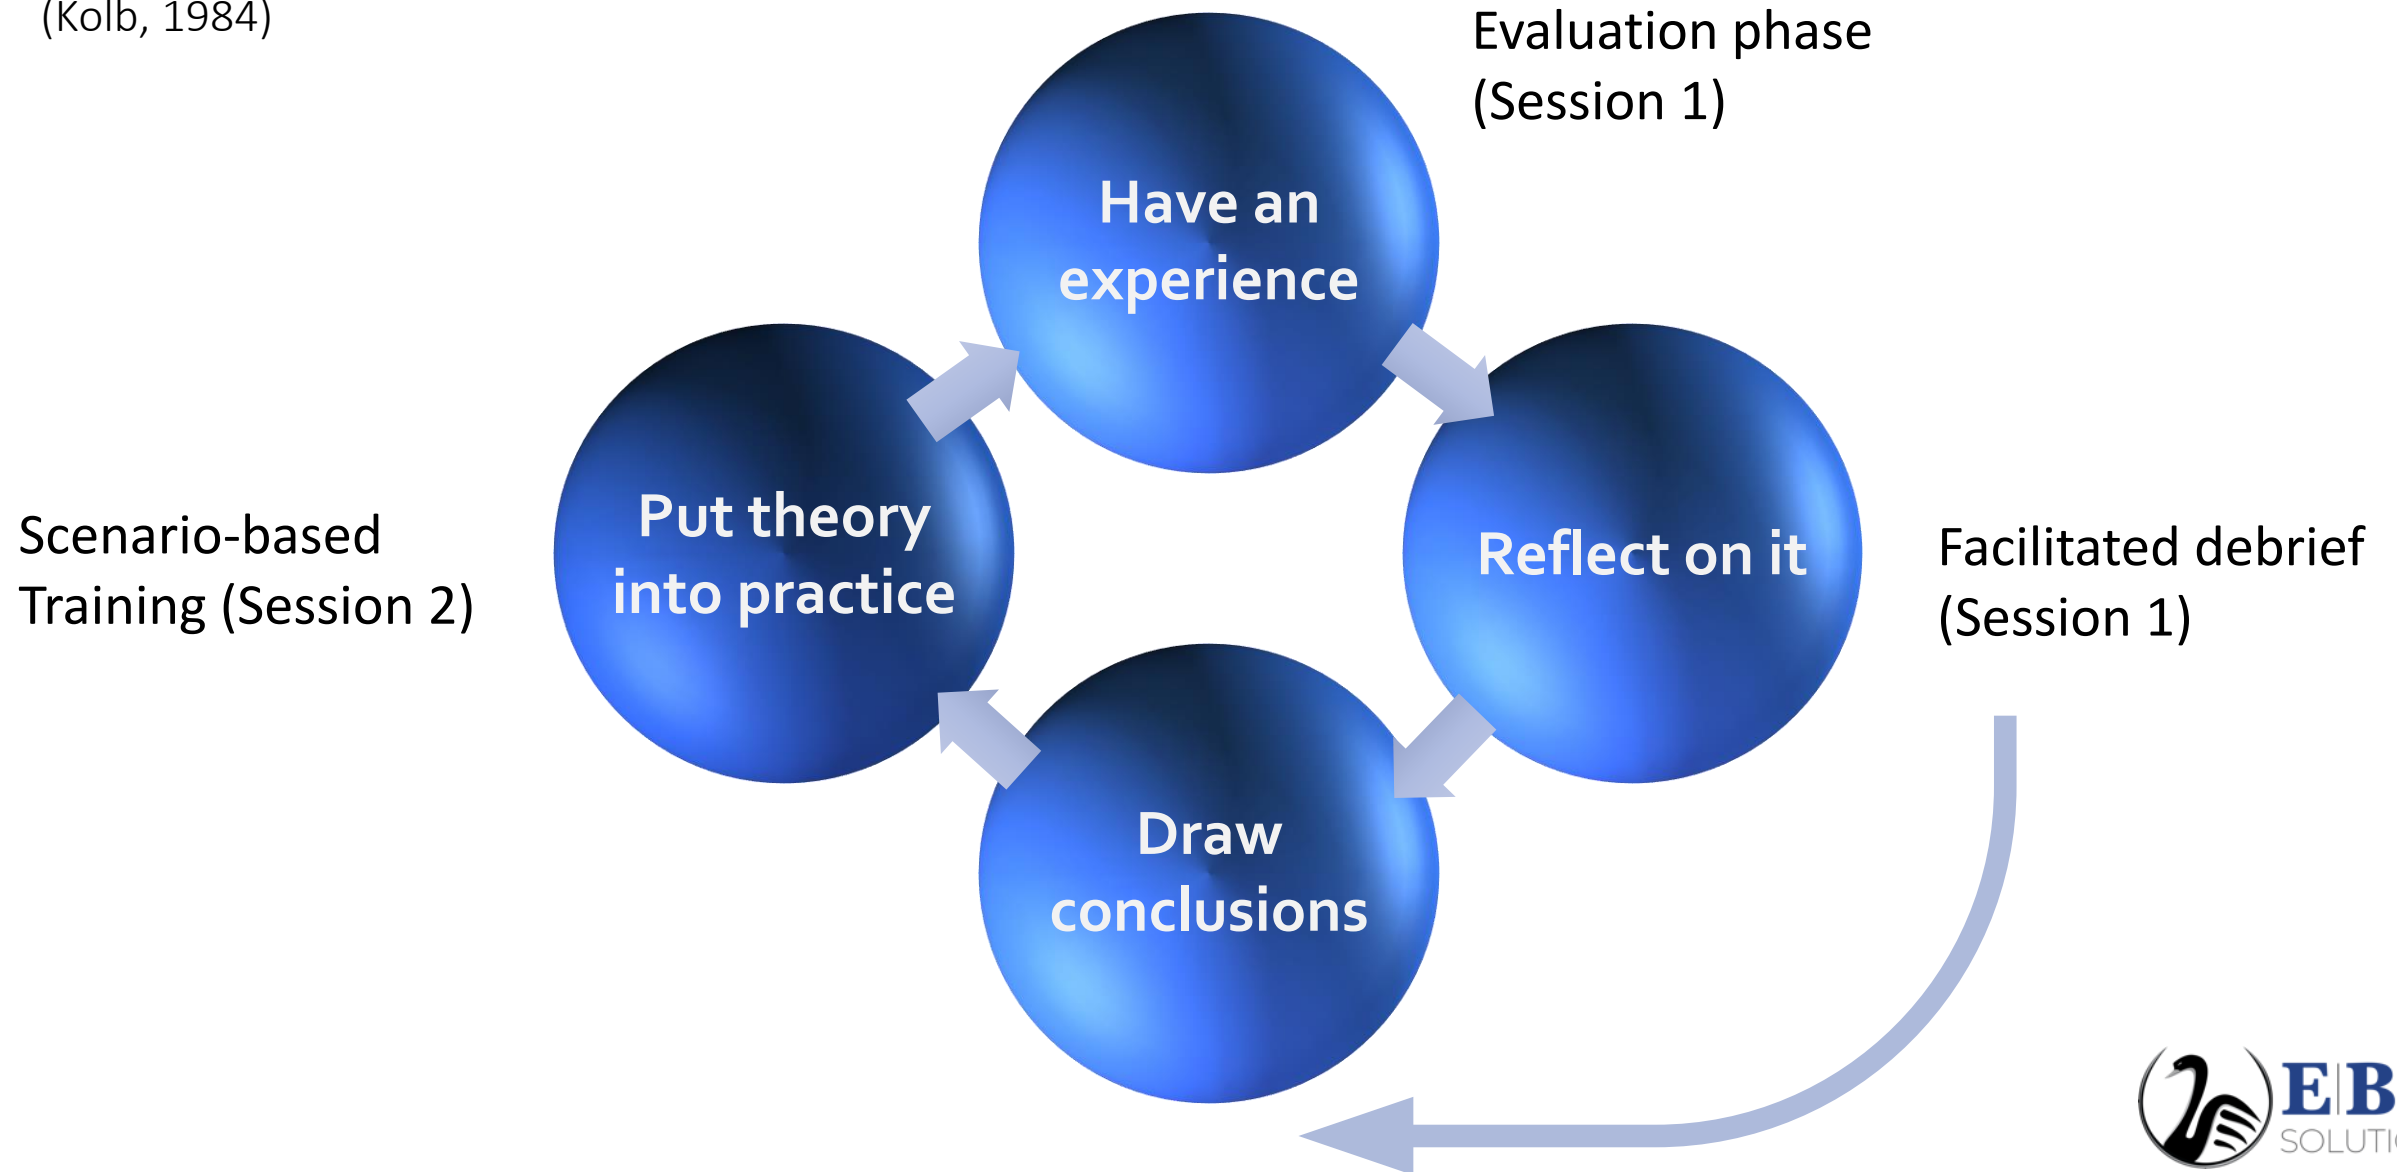 (Kolb, 1984)
Evaluation phase
(Session 1)
Have an
experience
Put theory
into practice
Reflect on it
Scenario-based
Training (Session 2)
Facilitated debrief
(Session 1)
Draw
conclusions
E|B
SOLUTI